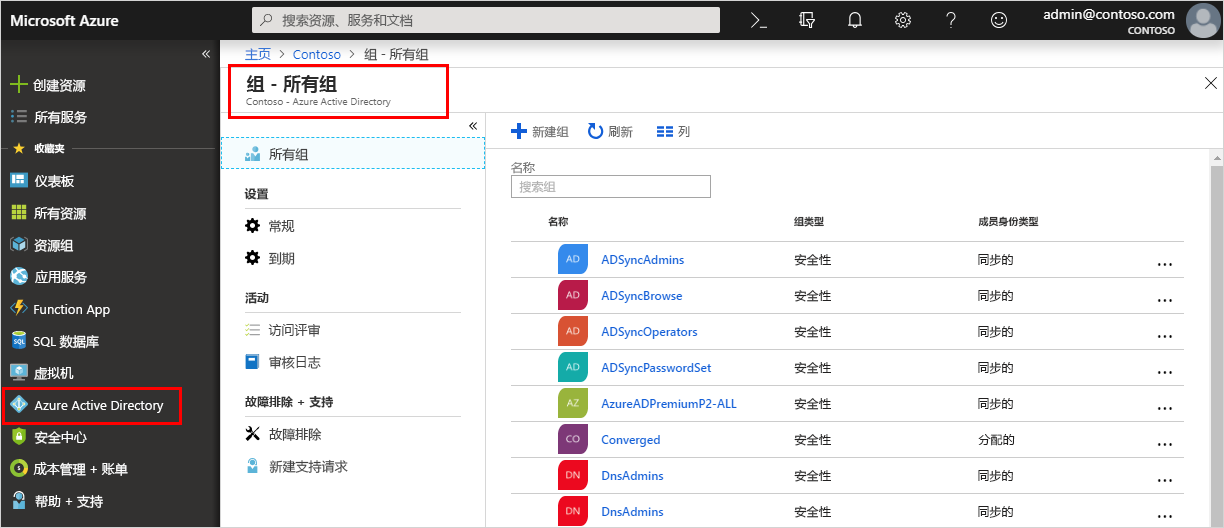 Microsoft Azure
搜索资源、服务和文档
admin@contoso.com
CONTOSO
创建资源
所有服务
收藏夹
仪表板
所有资源
资源组
应用服务
Function App
SQL 数据库
虚拟机
Azure Active Directory
安全中心
成本管理 + 账单
帮助 + 支持
主页 > Contoso > 组 - 所有组
组 - 所有组
Contoso - Azure Active Directory
所有组
设置
常规
到期
活动
访问评审
审核日志
故障排除 + 支持
故障排除
新建支持请求
新建组 刷新 列
名称
搜索组
名称 组类型 成员身份类型
AD ADSyncAdmins 安全性 同步的 ...
AD ADSyncBrowse 安全性 同步的 ...
AD ADSyncOperators 安全性 同步的 ...
AD ADSyncPasswordSet 安全性 同步的 ...
AZ AzureADPremiumP2-ALL 安全性 同步的 ...
CO Converged 安全性 分配的 ...
DN DnsAdmins 安全性 同步的 ...
DN DnsAdmins 安全性 同步的 ...